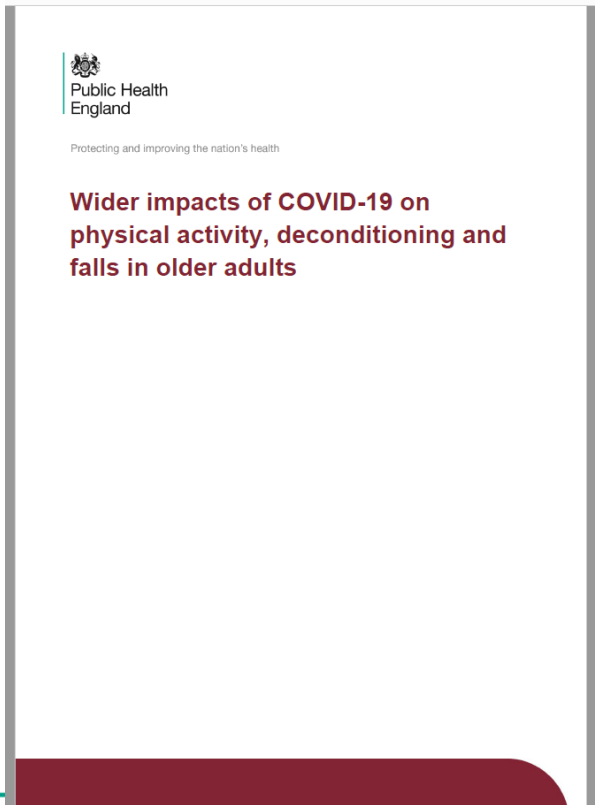 Public Health
England
Protecting and improving the nation's health
Wider impacts of COVID-19 on
physical activity, deconditioning and
falls in older adults